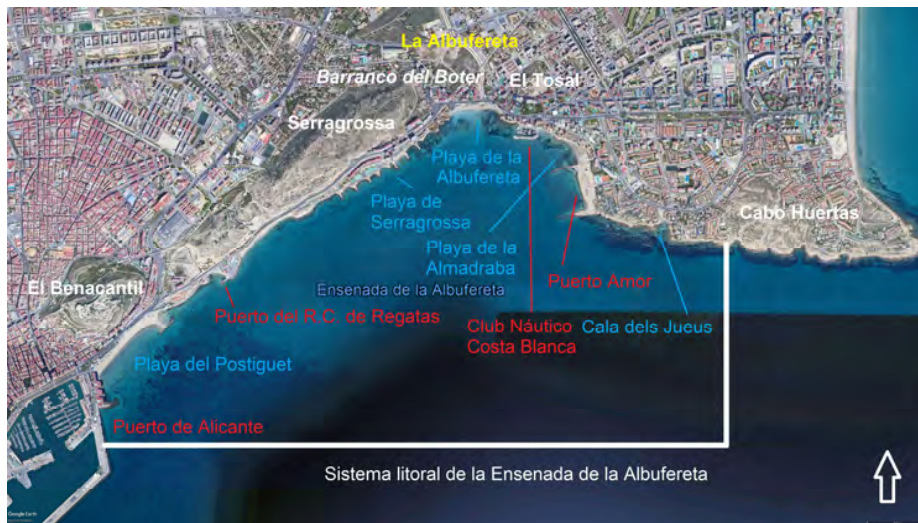 La Albufereta
Barranco del Boter
El Tosal
Serragrossa
Playa de la
Albufereta
Playa de
Serragrossa
Cabo Huertas
Playa de la
Almadraba
El Benacantil
Ensenada de la Albufereta
Puerto Amor
Puerto del R.C. de Regatas
Club Náutico
Costa Blanca
Cala dels Jueus
Playa del Postiguet
Puerto de Alicante
Sistema litoral de la Ensenada de la Albufereta
Google Earth